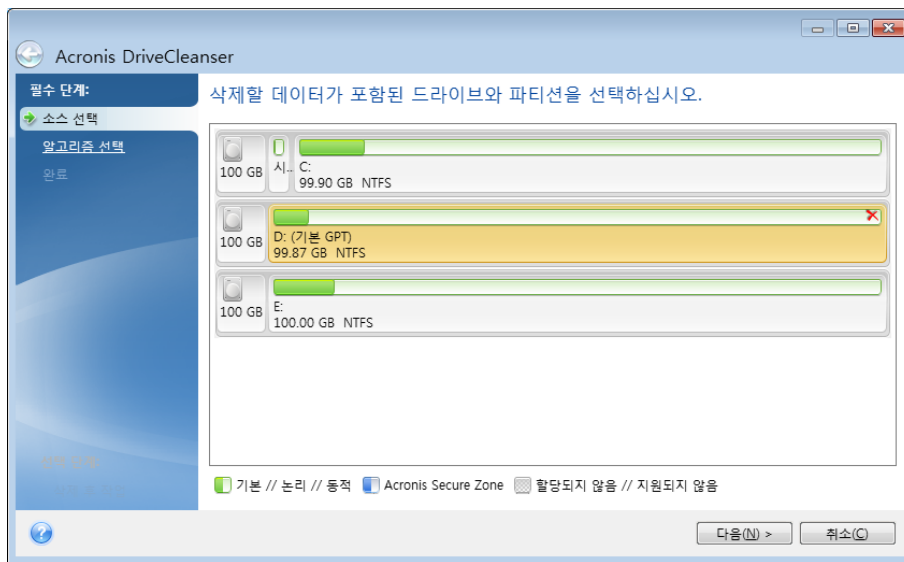 Acronis DriveCleanser
필수 단계:
소스 선택
알고리즘 선택
완료
삭제할 데이터가 포함된 드라이브와 파티션을 선택하십시오.
100 GB
시..
C:
99.90 GB NTFS
100 GB
D: (기본 GPT)
99.87 GB NTFS
100 GB
E:
100.00 GB NTFS
기본 // 논리 // 동적 Acronis Secure Zone 할당되지 않음 // 지원되지 않음
다음(N) > 취소(C)